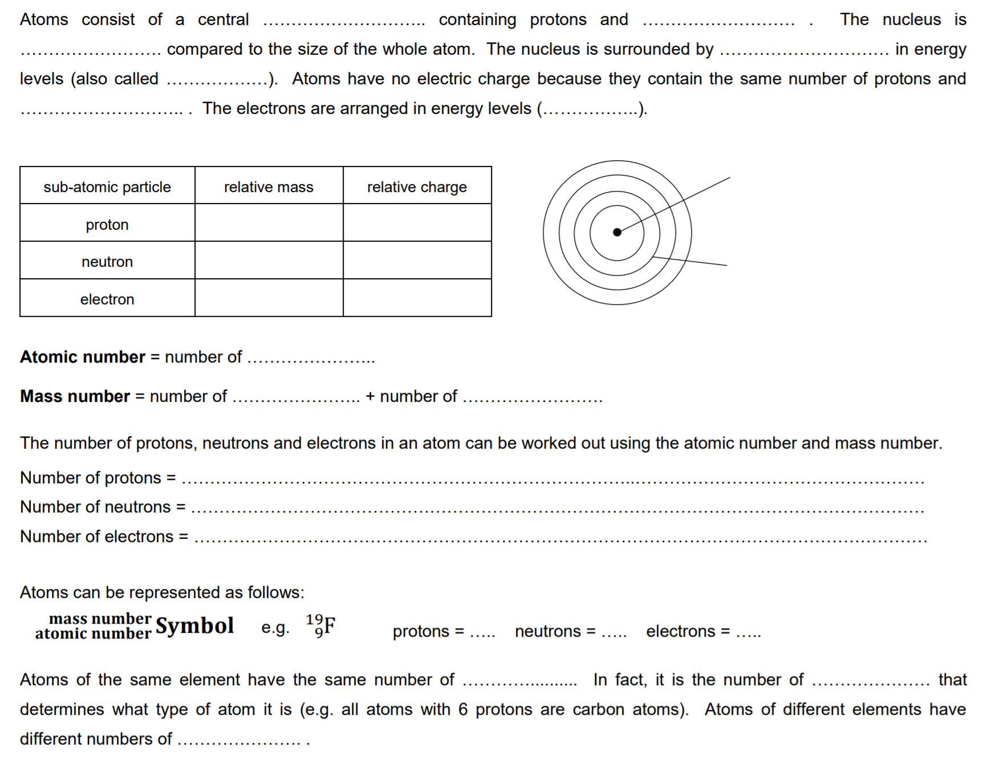 Atoms consist of a central ………………………... containing protons and ……………………… . The nucleus is
……………………. compared to the size of the whole atom. The nucleus is surrounded by ………………………… in energy
levels (also called ………………). Atoms have no electric charge because they contain the same number of protons and
……………………….. . The electrons are arranged in energy levels (……………..).
sub-atomic particle relative mass relative charge
proton
neutron
electron
Atomic number = number of …………………..
Mass number = number of ………………….. + number of …………………….
The number of protons, neutrons and electrons in an atom can be worked out using the atomic number and mass number.
Number of protons = ……………………………………………………………………..……………………………………………
Number of neutrons = ……………………………………………………………………………………………………………………
Number of electrons = ……………………………………………………………………………………………………………………
Atoms can be represented as follows:
mass number
atomic number Symbol e.g. 19 9 F protons = ….. neutrons = ….. electrons = …..
Atoms of the same element have the same number of ………….......... In fact, it is the number of ………………… that
determines what type of atom it is (e.g. all atoms with 6 protons are carbon atoms). Atoms of different elements have
different numbers of …………………. .